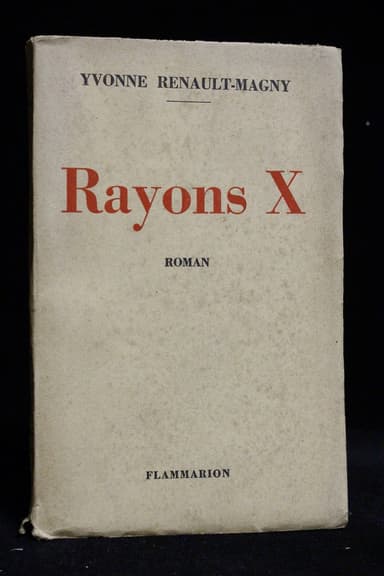 YVONNE RENAULT-MAGNY
Rayons X
ROMAN
FLAMMARION